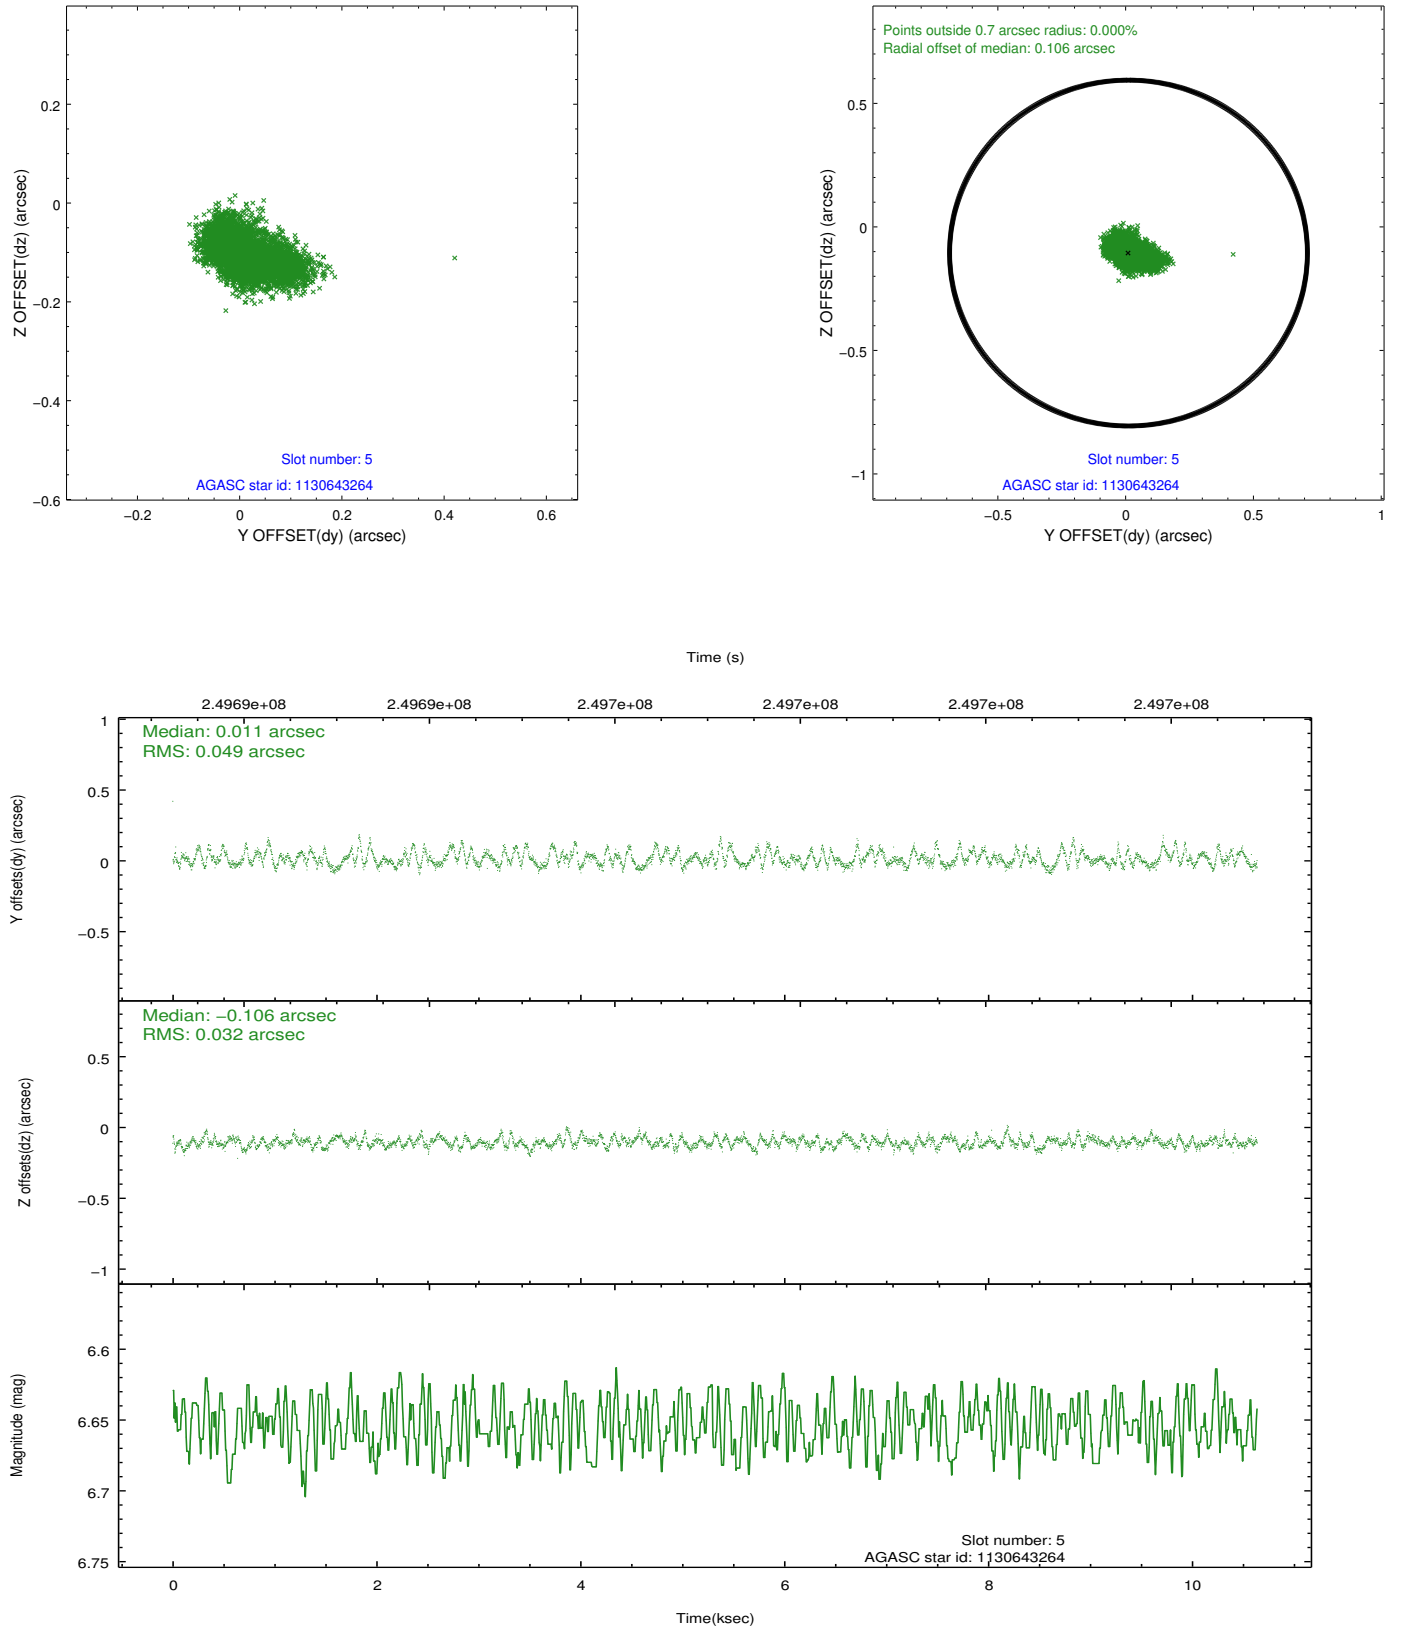 0.2
0
−0.2
−0.4
−0.6
Z OFFSET(dz) (arcsec)
Slot number: 5
AGASC star id: 1130643264
−0.2 0 0.2 0.4 0.6
Y OFFSET(dy) (arcsec)
Points outside 0.7 arcsec radius: 0.000%
Radial offset of median: 0.106 arcsec
0.5
0
−0.5
−1
Z OFFSET(dz) (arcsec)
Slot number: 5
AGASC star id: 1130643264
−0.5 0 0.5 1
Y OFFSET(dy) (arcsec)
Time (s)
2.4969e+08 2.4969e+08 2.497e+08 2.497e+08 2.497e+08 2.497e+08
Median: 0.011 arcsec
RMS: 0.049 arcsec
1
0.5
0
−0.5
Y offsets(dy) (arcsec)
Median: −0.106 arcsec
RMS: 0.032 arcsec
0.5
0
−0.5
−1
Z offsets(dz) (arcsec)
6.6
6.65
6.7
6.75
Magnitude (mag)
Slot number: 5
AGASC star id: 1130643264
0 2 4 6 8 10
Time(ksec)